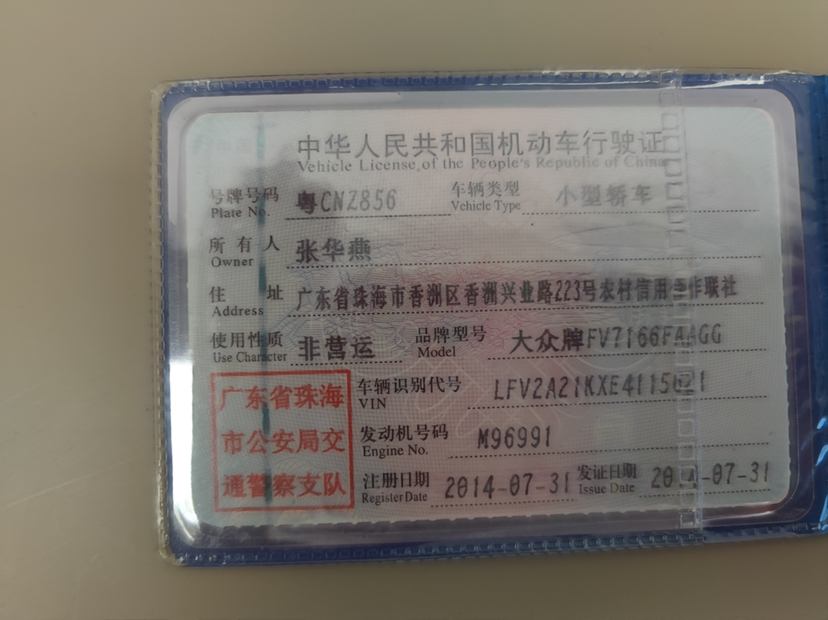 中华人民共和国机动车行驶证
Vehicle License of the People's Republic of China
号牌号码 粤CNZ856 车辆类型 小型轿车
Plate No. Vehicle Type
所有人 张华燕
Owner
住址 广东省珠海市香洲区香洲兴业路223号农村信用合作联社
Address
使用性质 非营运 品牌型号 大众牌FV7166FAAGG
Use Character Model
广东省珠海
市公安局交
通警察支队
车辆识别代号
VIN
发动机号码 M96991
Engine No.
注册日期 2014-07-31 发证日期
Register Date Issue Date